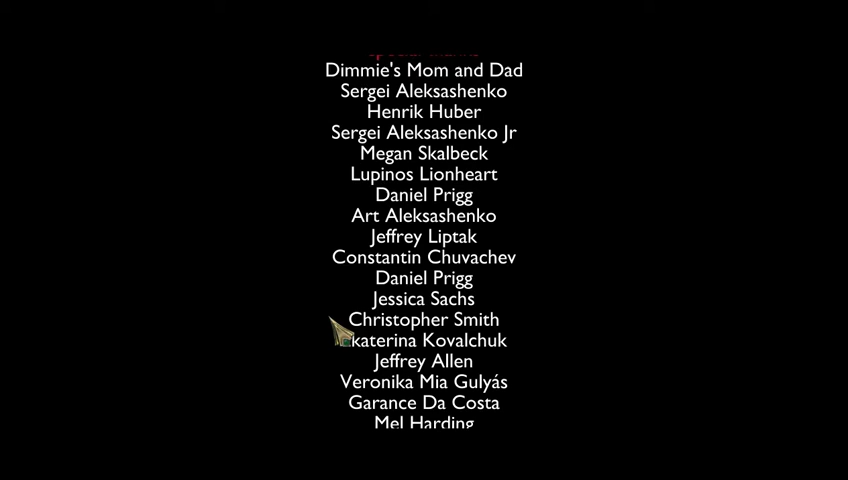 Dimmie's Mom and Dad
Sergei Aleksashenko
Henrik Huber
Sergei Aleksashenko Jr
Megan Skalbeck
Lupinos Lionheart
Daniel Prigg
Art Aleksashenko
Jeffrey Liptak
Constantin Chuvachev
Daniel Prigg
Jessica Sachs
Christopher Smith
katerina Kovalchuk
Jeffrey Allen
Veronika Mia Gulyás
Garance Da Costa
Mel Harding